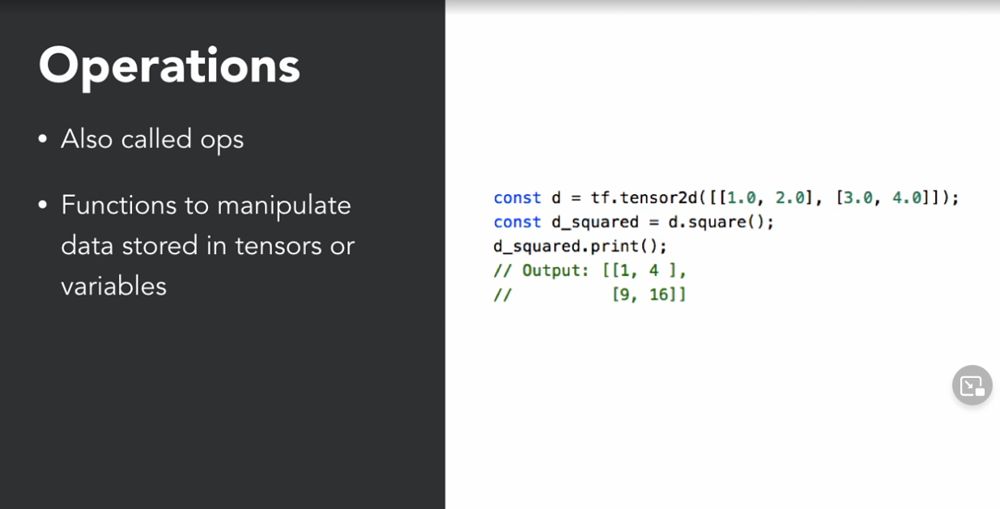 Operations
• Also called ops
• Functions to manipulate
data stored in tensors or
variables
const d = tf.tensor2d([[1.0, 2.0], [3.0, 4.0]]);
const d_squared = d.square();
d_squared.print();
// Output: [[1, 4 ],
//          [9, 16]]